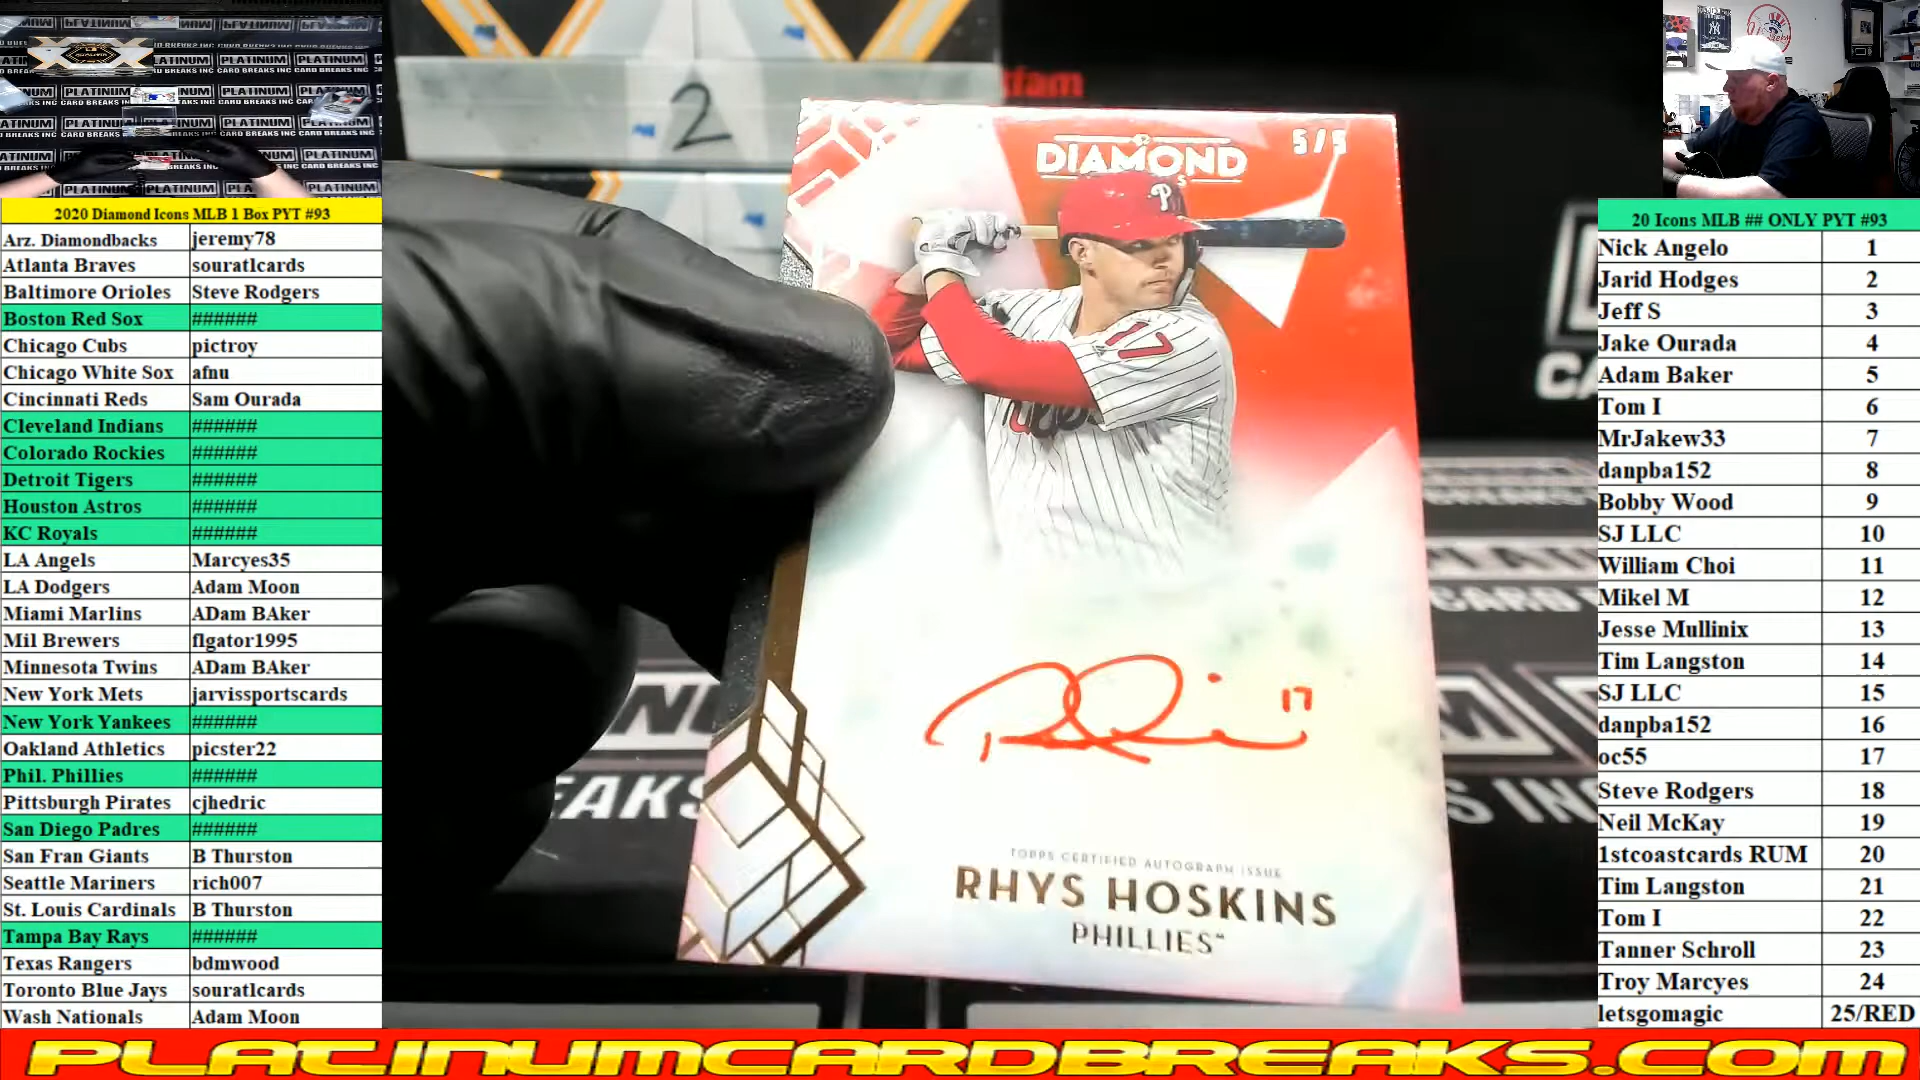 2020 Diamond Icons MLB 1 Box PYT #93
Arz. Diamondbacks jeremy78
Atlanta Braves souratlcards
Baltimore Orioles Steve Rodgers
Boston Red Sox ######
Chicago Cubs pictroy
Chicago White Sox afnu
Cincinnati Reds Sam Ourada
Cleveland Indians ######
Colorado Rockies ######
Detroit Tigers ######
Houston Astros ######
KC Royals ######
LA Angels Marcyes35
LA Dodgers Adam Moon
Miami Marlins ADam BAker
Mil Brewers flgator1995
Minnesota Twins ADam BAker
New York Mets jarvissportscards
New York Yankees ######
Oakland Athletics picster22
Phil. Phillies ######
Pittsburgh Pirates cjhedric
San Diego Padres ######
San Fran Giants B Thurston
Seattle Mariners rich007
St. Louis Cardinals B Thurston
Tampa Bay Rays ######
Texas Rangers bdmwood
Toronto Blue Jays souratlcards
Wash Nationals Adam Moon
2
DIAMOND
5/5
P
17
17
TOPPS CERTIFIED AUTOGRAPH ISSUE
RHYS HOSKINS
PHILLIES™
20 Icons MLB ## ONLY PYT #93
Nick Angelo 1
Jarid Hodges 2
Jeff S 3
Jake Ourada 4
Adam Baker 5
Tom I 6
MrJakew33 7
danpba152 8
Bobby Wood 9
SJ LLC 10
William Choi 11
Mikel M 12
Jesse Mullinix 13
Tim Langston 14
SJ LLC 15
danpba152 16
oc55 17
Steve Rodgers 18
Neil McKay 19
1stcoastcards RUM 20
Tim Langston 21
Tom I 22
Tanner Schroll 23
Troy Marcyes 24
letsgomagic 25/RED
PLATINUMCARDBREAKS.COM